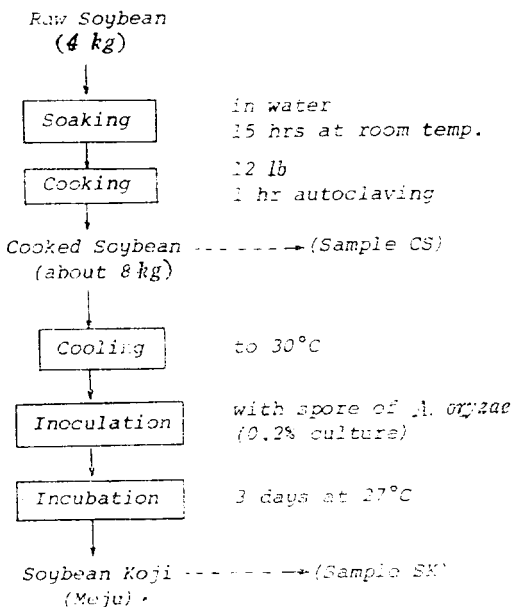 Raw Soybean
(4 kg)
Soaking
in water
15 hrs at room temp.
Cooking
12 lb
1 hr autoclaving
Cooked Soybean
(Sample CS)
(about 8 kg)
Cooling
to 30°C
Inoculation
with spore of A. oryzae
(0.2% culture)
Incubation
3 days at 27°C
Soybean Koji
(Sample SK)
(Meju)